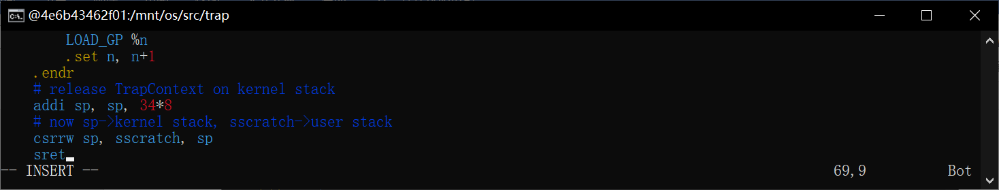 @4e6b43462f01:/mnt/os/src/trap
LOAD_GP %n
.set n, n+1
.endr
# release TrapContext on kernel stack
addi sp, sp, 34*8
# now sp->kernel stack, sscratch->user stack
csrrw sp, sscratch, sp
sret
-- INSERT -- 69,9 Bot